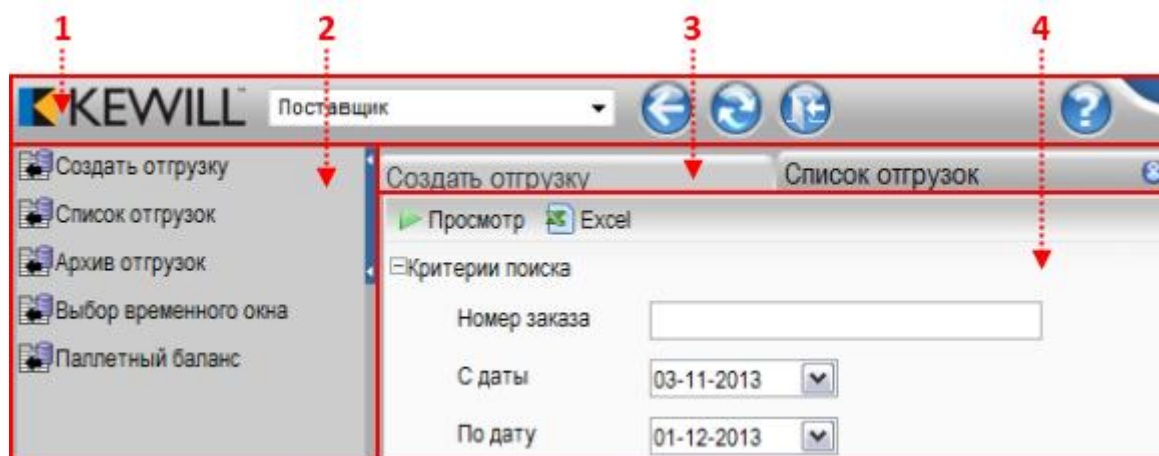 1 2 3 4
KEWILL™ Поставщик
Создать отгрузку
Список отгрузок
Архив отгрузок
Выбор временного окна
Паллетный баланс
Создать отгрузку Список отгрузок
Просмотр Excel
Критерии поиска
Номер заказа
С даты 03-11-2013
По дату 01-12-2013